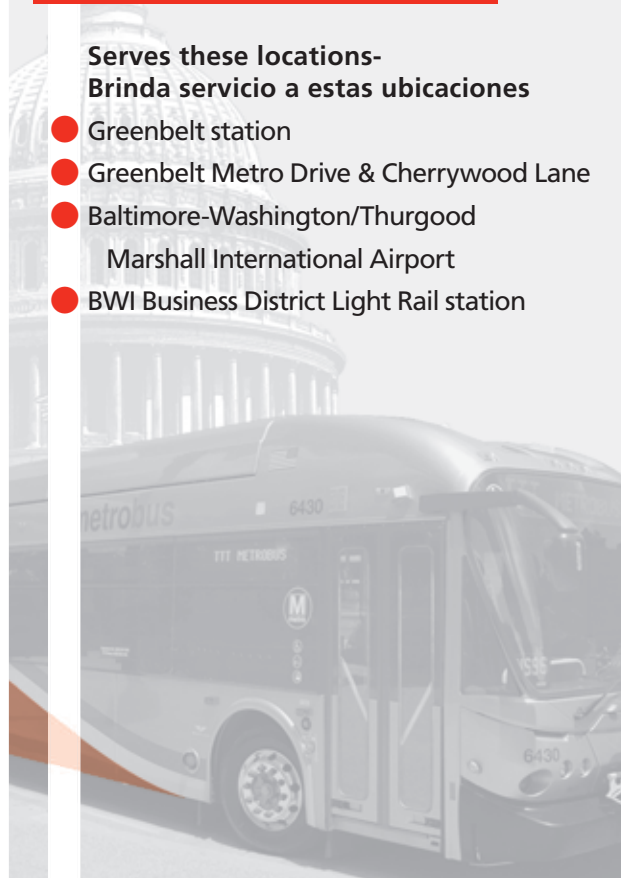 Serves these locations-
Brinda servicio a estas ubicaciones
Greenbelt station
Greenbelt Metro Drive & Cherrywood Lane
Baltimore-Washington/Thurgood
Marshall International Airport
BWI Business District Light Rail station
metrobus
6430
TTT METROBUS
M
6430